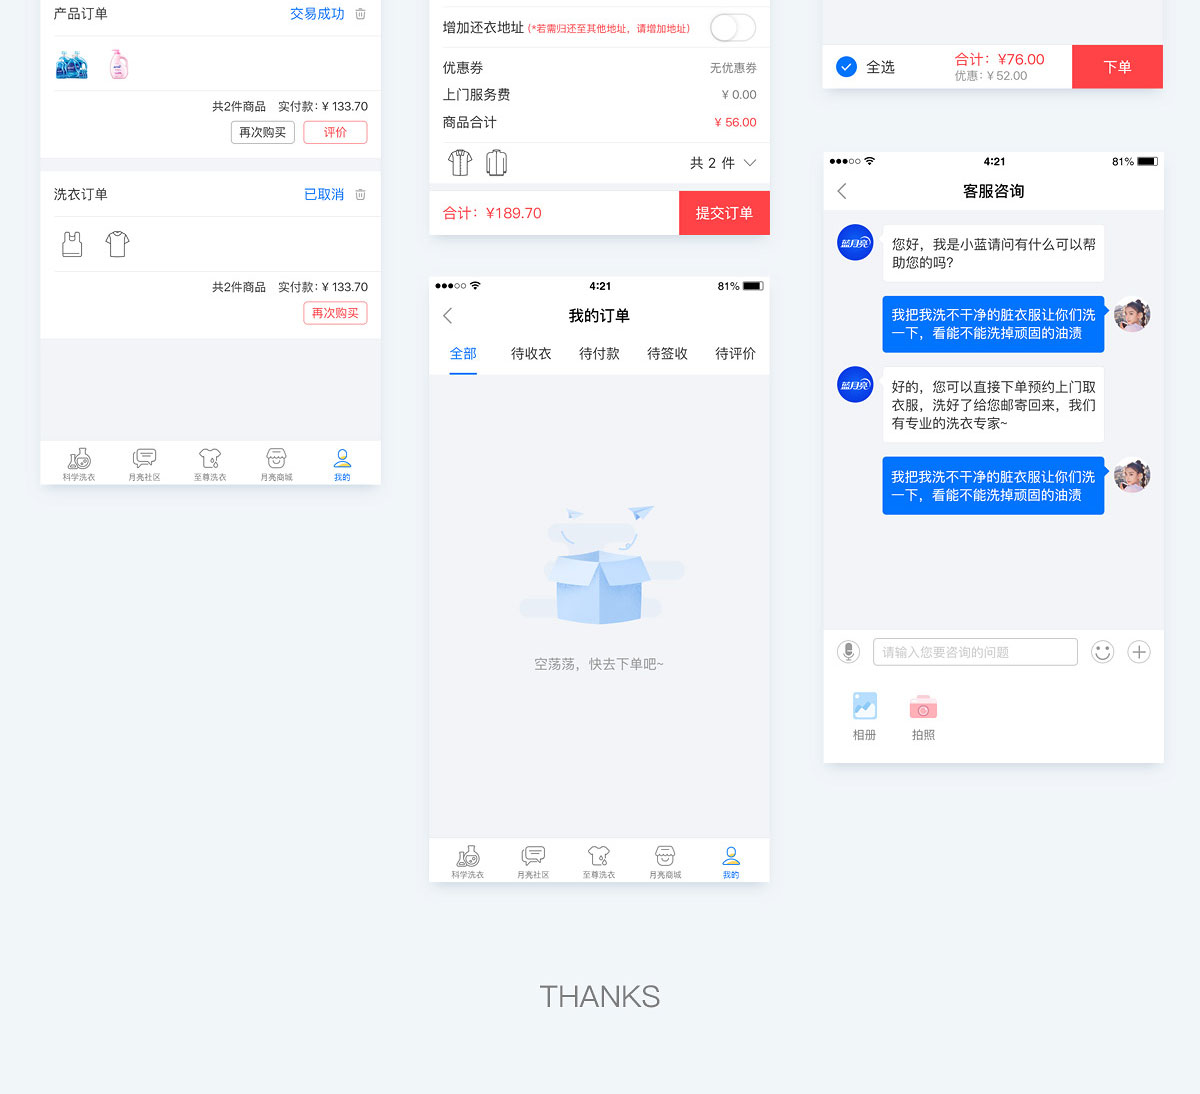 产品订单
交易成功
共2件商品 实付款：¥ 133.70
再次购买
评价
洗衣订单
已取消
共2件商品 实付款：¥ 133.70
再次购买
科学洗衣
月亮社区
至尊洗衣
月亮商城
我的
增加还衣地址 (*若需归还至其他地址，请增加地址)
优惠券
无优惠券
上门服务费
¥ 0.00
商品合计
¥ 56.00
共 2 件
合计：¥189.70
提交订单
4:21
81%
我的订单
全部
待收衣
待付款
待签收
待评价
空荡荡，快去下单吧~
科学洗衣
月亮社区
至尊洗衣
月亮商城
我的
全选
合计：¥76.00
优惠：¥ 52.00
下单
4:21
81%
客服咨询
蓝月亮
您好，我是小蓝请问有什么可以帮
助您的吗？
我把我洗不干净的脏衣服让你们洗
一下，看能不能洗掉顽固的油渍
蓝月亮
好的，您可以直接下单预约上门取
衣服，洗好了给您邮寄回来，我们
有专业的洗衣专家~
我把我洗不干净的脏衣服让你们洗
一下，看能不能洗掉顽固的油渍
请输入您要咨询的问题
相册
拍照
THANKS